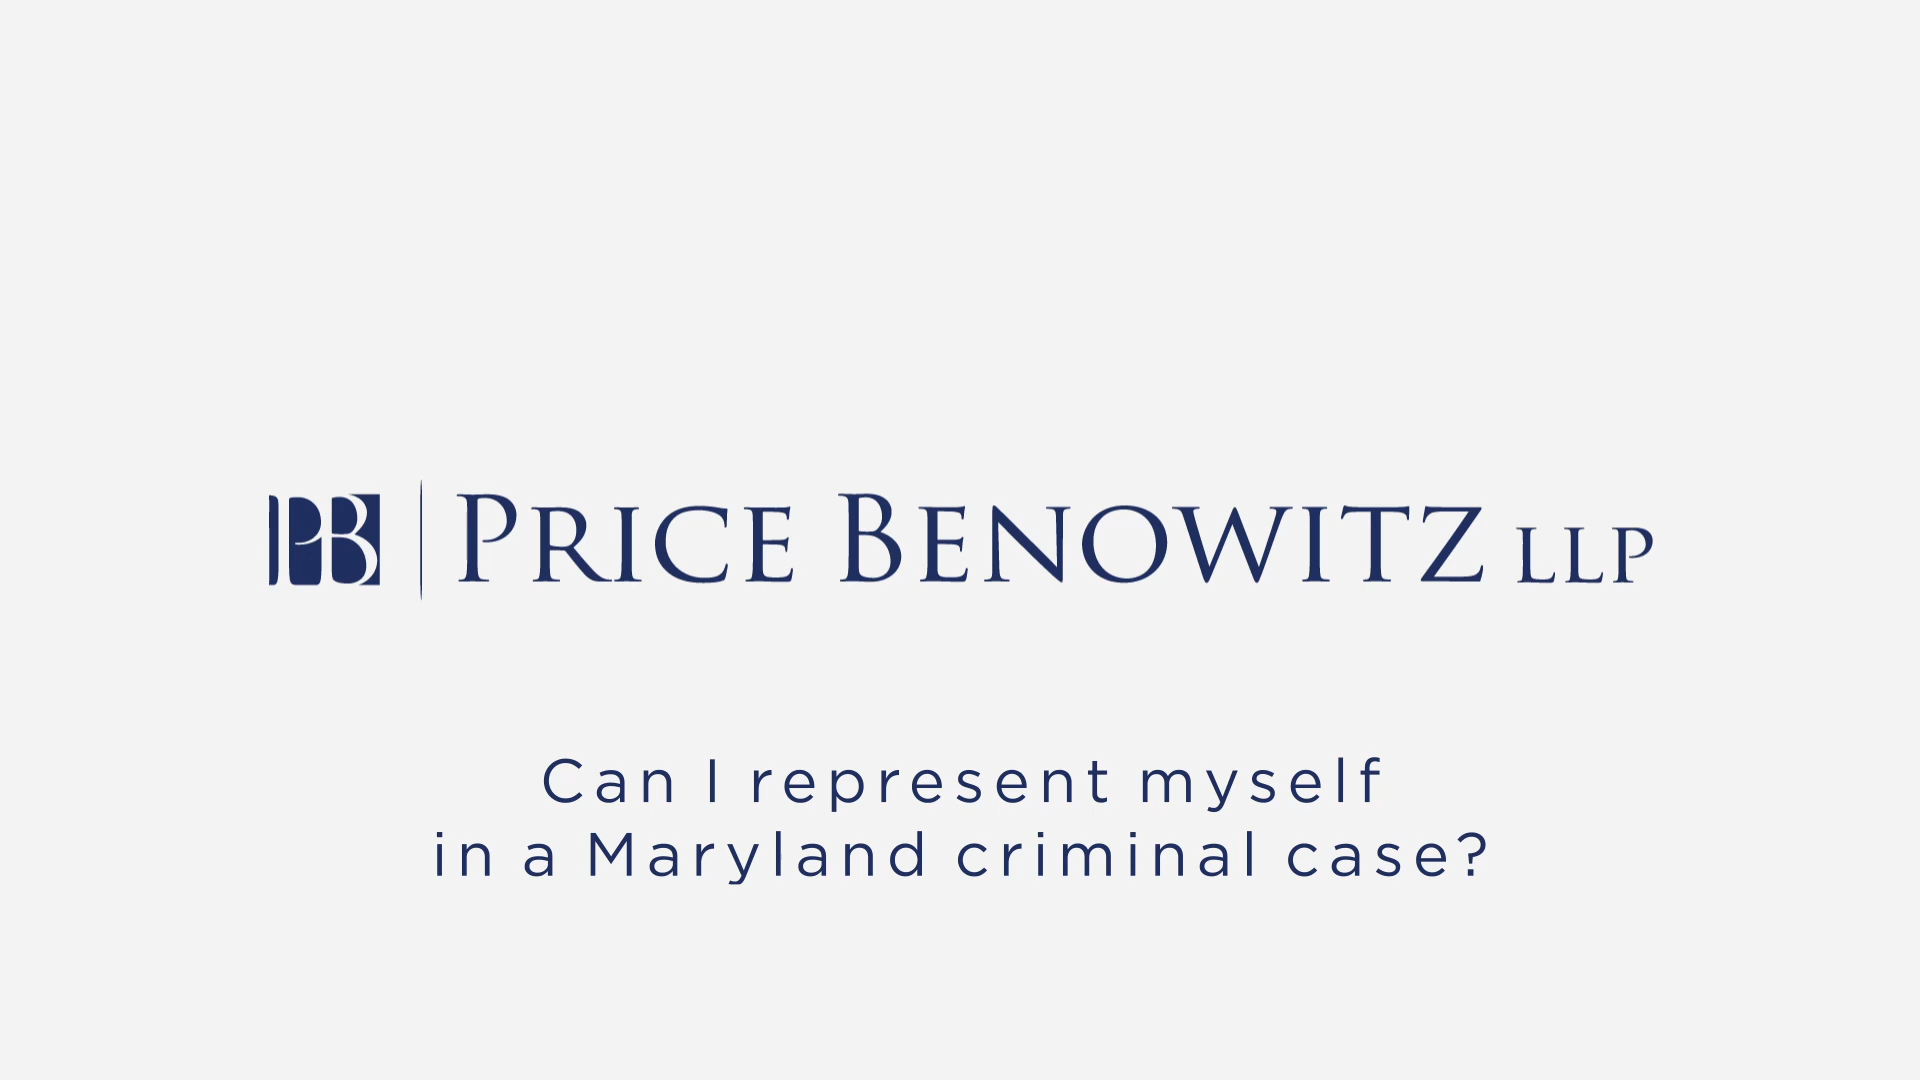 PB PRICE BENOWITZ LLP
Can I represent myself
in a Maryland criminal case?